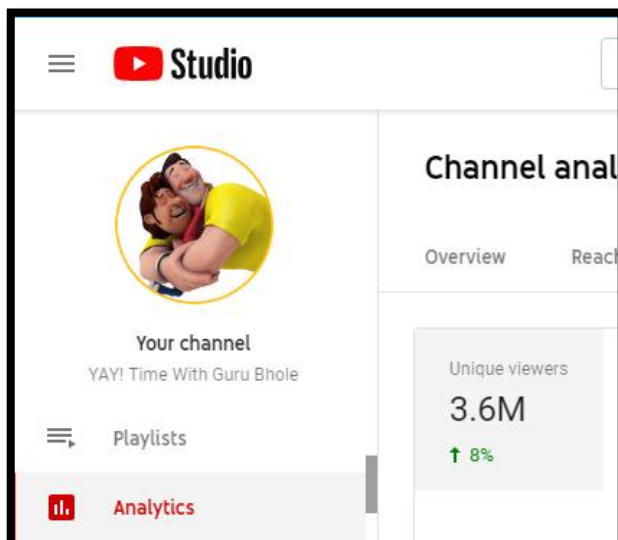 Studio
Channel anal
Overview Reach
Your channel
YAY! Time With Guru Bhole
Unique viewers
3.6M
↑ 8%
Playlists
Analytics